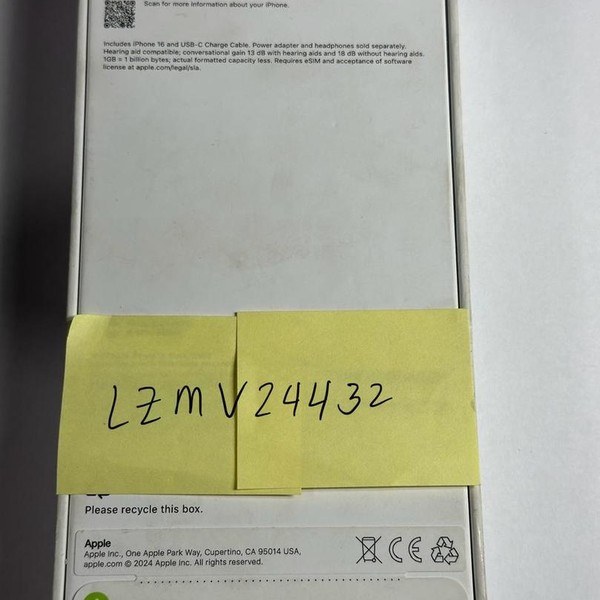 Scan for more information about your iPhone.
Includes iPhone 16 and USB-C Charge Cable. Power adapter and headphones sold separately.
Hearing aid compatible; conversational gain 13 dB with hearing aids and 18 dB without hearing aids.
1GB = 1 billion bytes; actual formatted capacity less. Requires eSIM and acceptance of software
license at apple.com/legal/sla.
LZMV24432
Please recycle this box.
Apple
Apple Inc., One Apple Park Way, Cupertino, CA 95014 USA,
apple.com © 2024 Apple Inc. All rights reserved.
CE